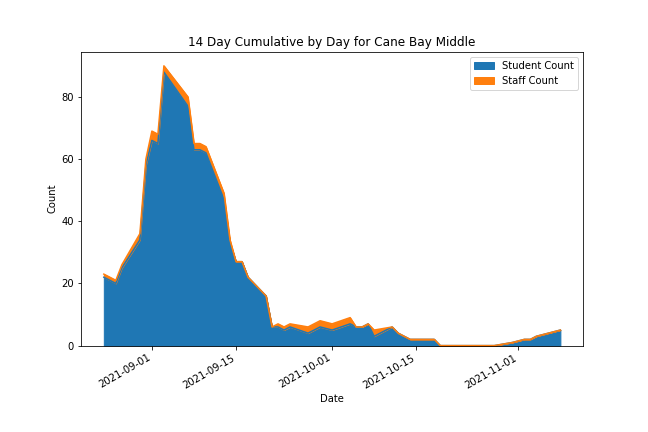 14 Day Cumulative by Day for Cane Bay Middle
Student Count
Staff Count
Count
80
60
40
20
0
2021-09-01
2021-09-15
2021-10-01
2021-10-15
2021-11-01
Date